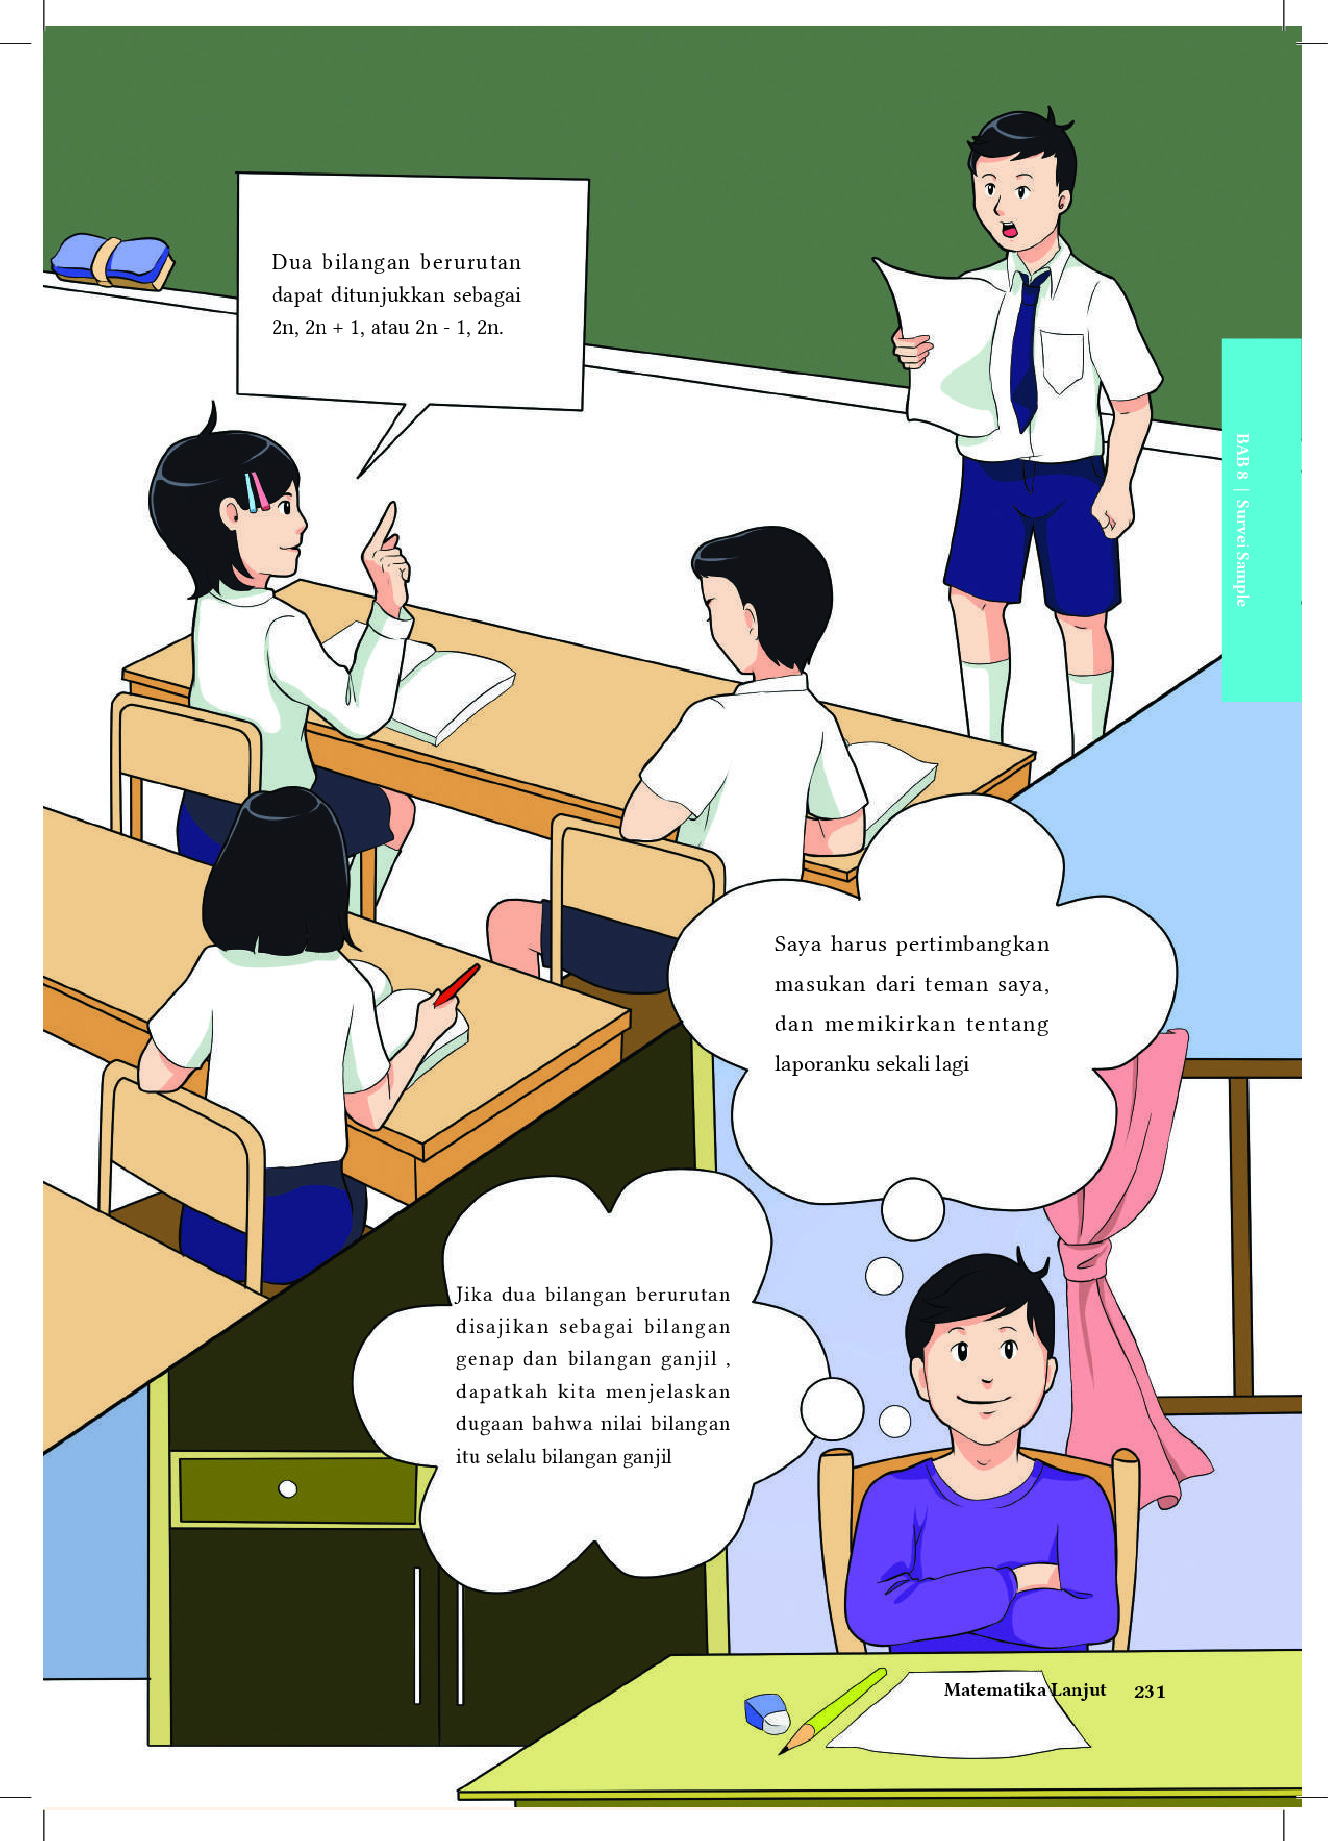 Dua bilangan berurutan
dapat ditunjukkan sebagai
2n, 2n + 1, atau 2n - 1, 2n.
BAB 8 | Survei Sample
Saya harus pertimbangkan
masukan dari teman saya,
dan memikirkan tentang
laporanku sekali lagi
Jika dua bilangan berurutan
disajikan sebagai bilangan
genap dan bilangan ganjil ,
dapatkah kita menjelaskan
dugaan bahwa nilai bilangan
itu selalu bilangan ganjil
Matematika Lanjut 231